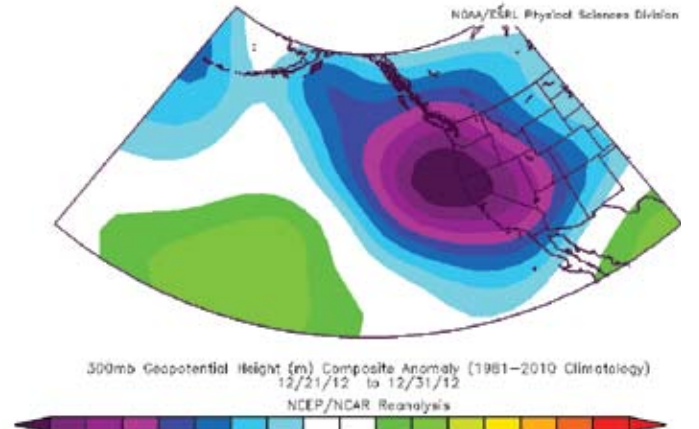 NOAA/ESRL Physical Sciences Division
300mb Geopotential Height (m) Composite Anomaly (1981-2010 Climatology)
12/21/12 to 12/31/12
NCEP/NCAR Reanalysis